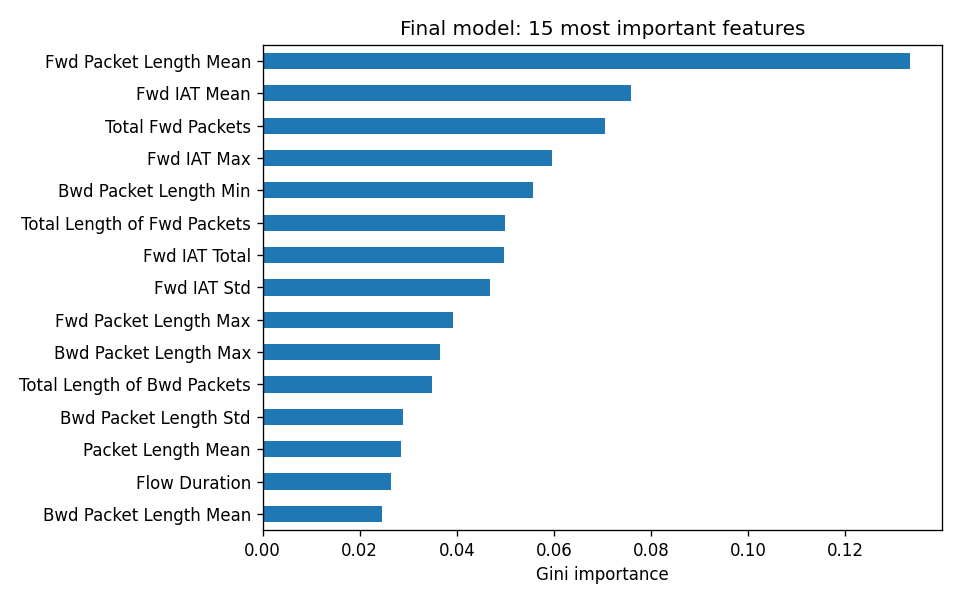 Final model: 15 most important features
Fwd Packet Length Mean
Fwd IAT Mean
Total Fwd Packets
Fwd IAT Max
Bwd Packet Length Min
Total Length of Fwd Packets
Fwd IAT Total
Fwd IAT Std
Fwd Packet Length Max
Bwd Packet Length Max
Total Length of Bwd Packets
Bwd Packet Length Std
Packet Length Mean
Flow Duration
Bwd Packet Length Mean
0.00 0.02 0.04 0.06 0.08 0.10 0.12
Gini importance